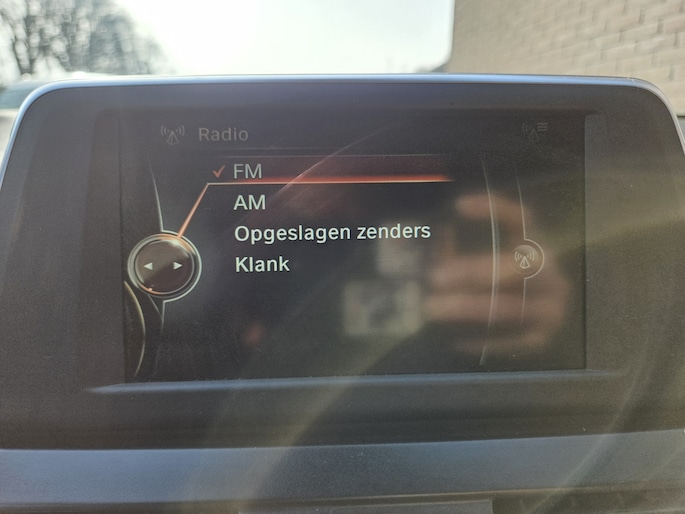 Radio
FM
AM
Opgeslagen zenders
Klank